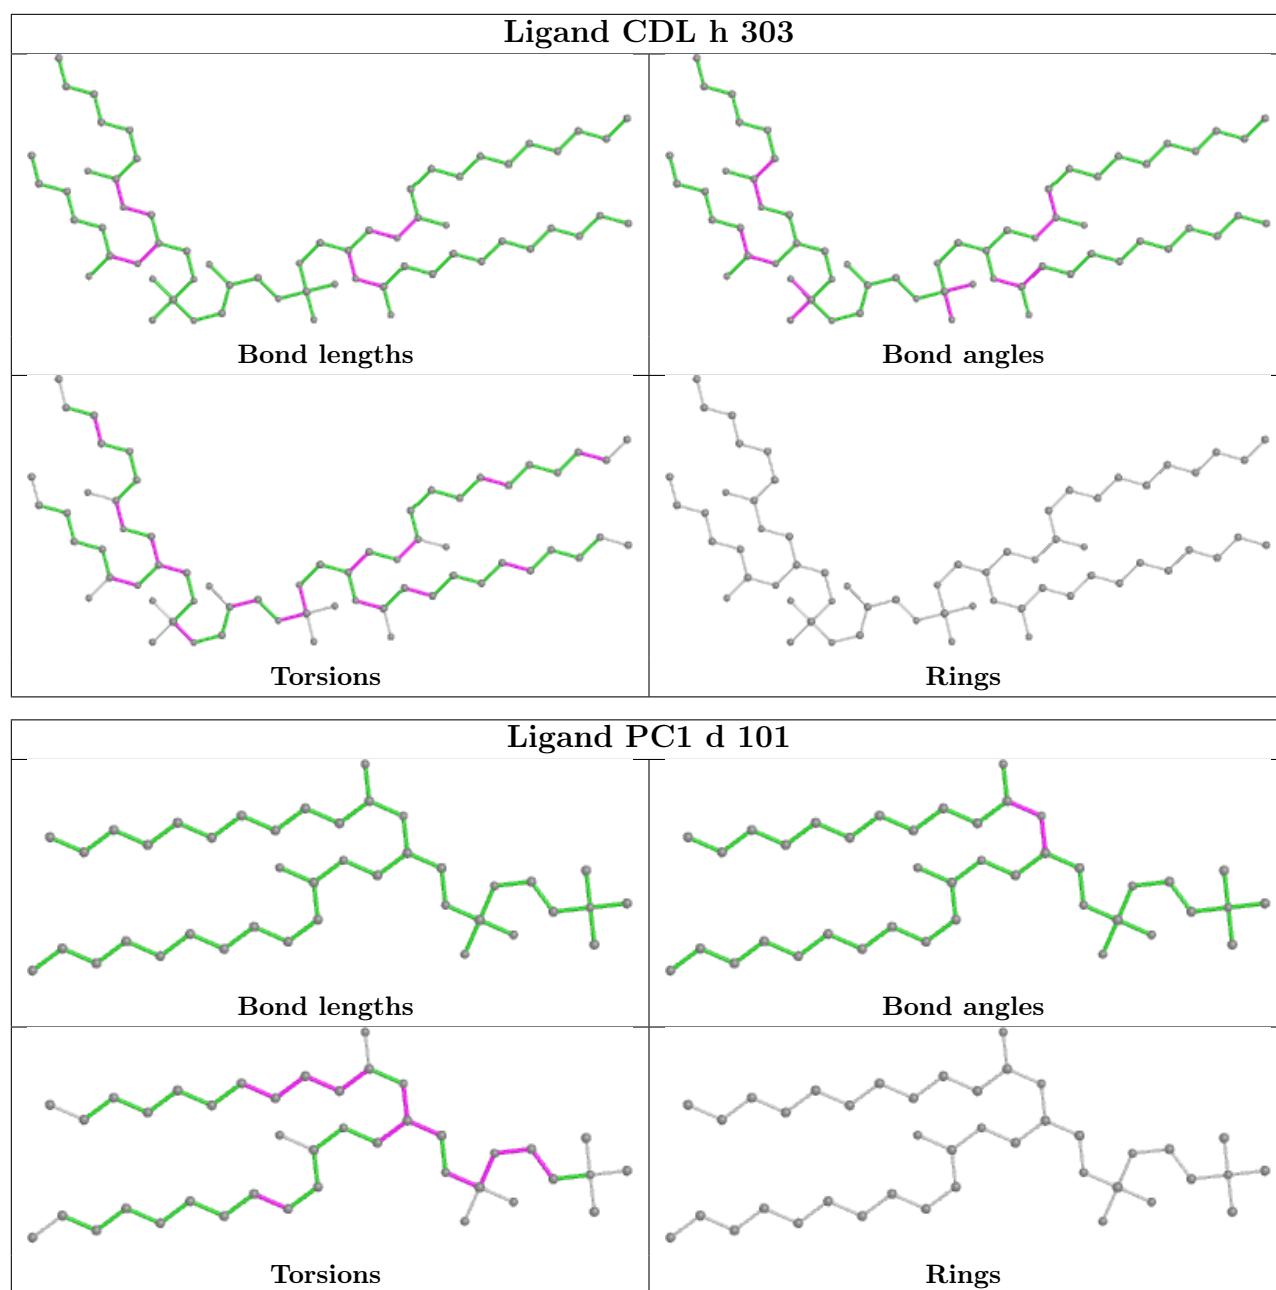 Ligand CDL h 303
Bond lengths
Bond angles
Torsions
Rings
Ligand PC1 d 101
Bond lengths
Bond angles
Torsions
Rings